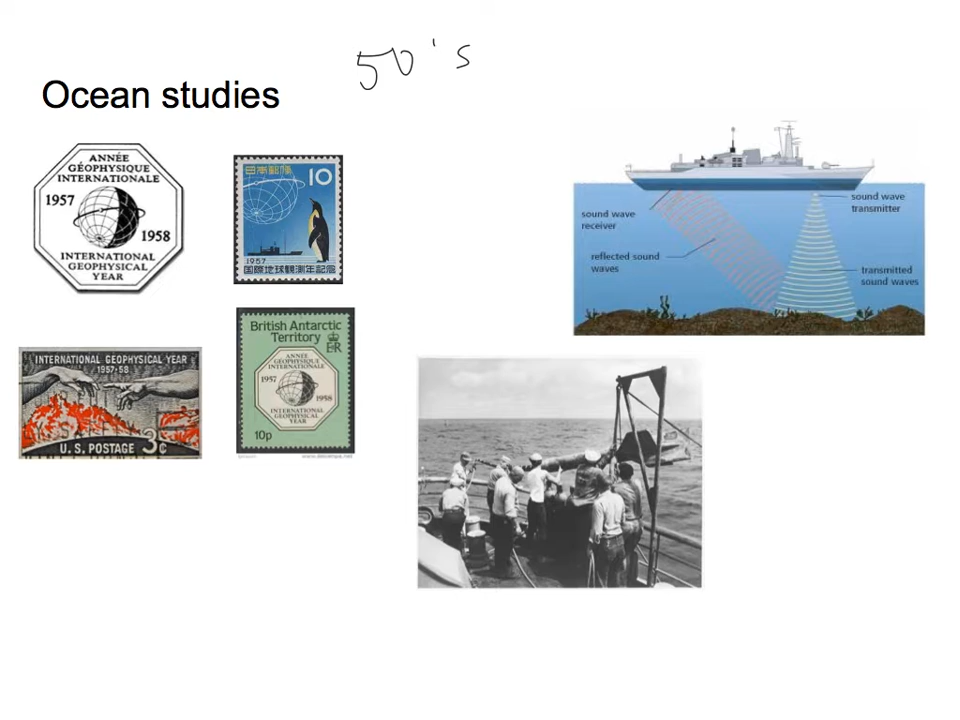 50's
Ocean studies
ANNÉE
GÉOPHYSIQUE
INTERNATIONALE
1957
1958
INTERNATIONAL
GEOPHYSICAL
YEAR
日本郵便
10
1957
国際地球観測年記念
INTERNATIONAL GEOPHYSICAL YEAR
1957-58
U.S. POSTAGE 3¢
British Antarctic
Territory
E R
ANNÉE
GÉOPHYSIQUE
INTERNATIONALE
1957
1958
INTERNATIONAL
GEOPHYSICAL
YEAR
10p
sound wave
receiver
reflected sound
waves
sound wave
transmitter
transmitted
sound waves